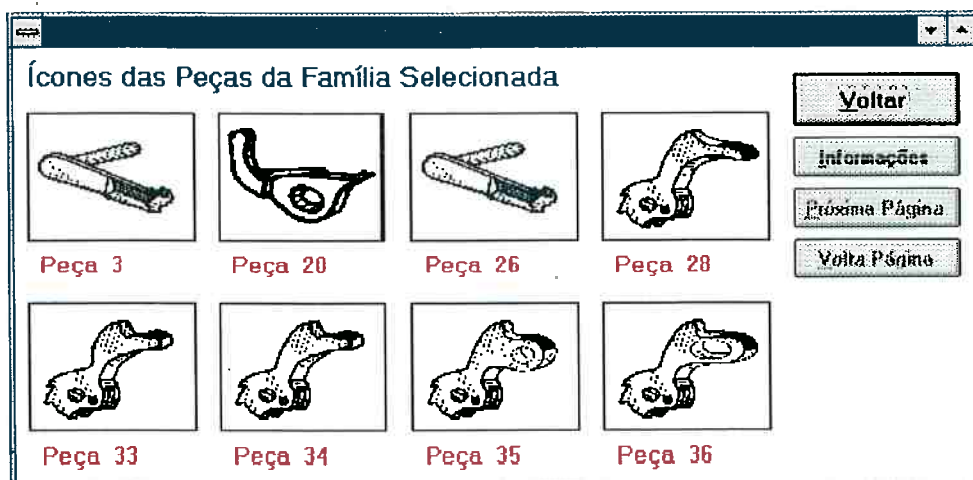 Ícones das Peças da Família Selecionada
Voltar
Informações
Próxima Página
Volta Página
Peça 3
Peça 20
Peça 26
Peça 28
Peça 33
Peça 34
Peça 35
Peça 36